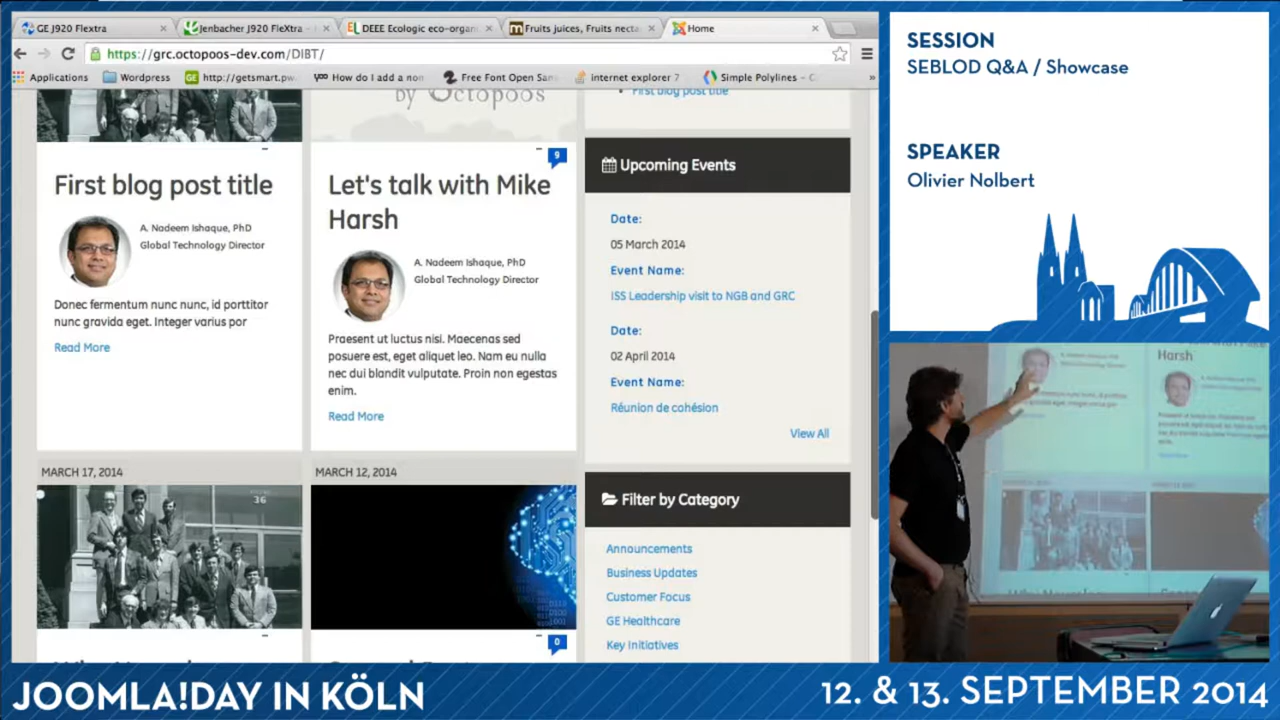 GE J920 Flextra
Jenbacher J920 FleXtra -
DEEE Ecologic eco-organ
Fruits juices, Fruits necta
Home
https://grc.octopoos-dev.com/DIBT/
Applications
Wordpress
http://getsmart.pw
How do I add a non
Free Font Open San
internet explorer 7
Simple Polylines -
»
by Octopoos
First blog post title
9
First blog post title
A. Nadeem Ishaque, PhD
Global Technology Director
Donec fermentum nunc nunc, id porttitor
nunc gravida eget. Integer varius por
Read More
Let's talk with Mike
Harsh
A. Nadeem Ishaque, PhD
Global Technology Director
Praesent ut luctus nisi. Maecenas sed
posuere est, eget aliquet leo. Nam eu nulla
nec dui blandit vulputate. Proin non egestas
enim.
Read More
Upcoming Events
Date:
05 March 2014
Event Name:
ISS Leadership visit to NGB and GRC
Date:
02 April 2014
Event Name:
Réunion de cohésion
View All
MARCH 17, 2014
MARCH 12, 2014
36
0
Filter by Category
Announcements
Business Updates
Customer Focus
GE Healthcare
Key Initiatives
SESSION
SEBLOD Q&A / Showcase
SPEAKER
Olivier Nolbert
Harsh
JOOMLA!DAY IN KÖLN
12. & 13. SEPTEMBER 2014